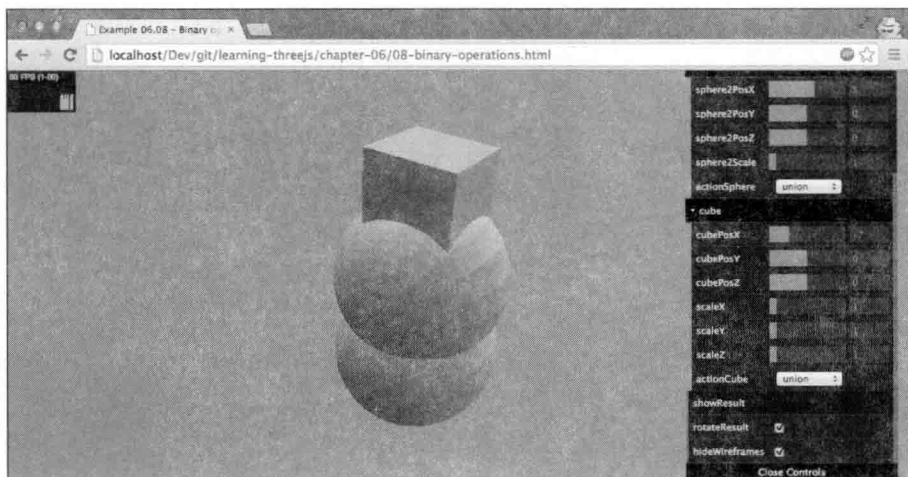 Example 06.08 - Binary op
localhost/Dev/git/learning-threejs/chapter-06/08-binary-operations.html
sphere2PosX
sphere2PosY
0
sphere2PosZ
0
sphere2Scale
actionSphere union
cube
cubePosX
cubePosY
0
cubePosZ
0
scaleX
scaleY
scaleZ
actionCube union
showResult
rotateResult
hideWireframes
Close Controls